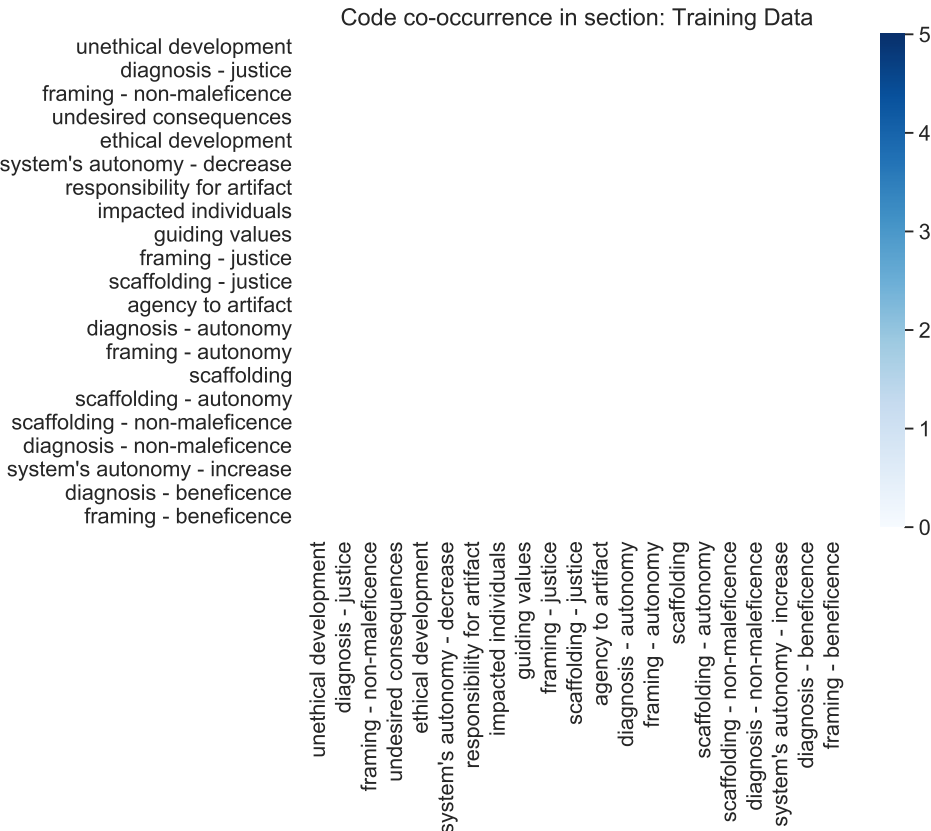 Code co-occurrence in section: Training Data
unethical development
diagnosis - justice
framing - non-maleficence
undesired consequences
ethical development
system's autonomy - decrease
responsibility for artifact
impacted individuals
guiding values
framing - justice
scaffolding - justice
agency to artifact
diagnosis - autonomy
framing - autonomy
scaffolding
scaffolding - autonomy
scaffolding - non-maleficence
diagnosis - non-maleficence
system's autonomy - increase
diagnosis - beneficence
framing - beneficence
unethical development
diagnosis - justice
framing - non-maleficence
undesired consequences
ethical development
system's autonomy - decrease
responsibility for artifact
impacted individuals
guiding values
framing - justice
scaffolding - justice
agency to artifact
diagnosis - autonomy
framing - autonomy
scaffolding
scaffolding - autonomy
scaffolding - non-maleficence
diagnosis - non-maleficence
system's autonomy - increase
diagnosis - beneficence
framing - beneficence
5
4
3
2
1
0